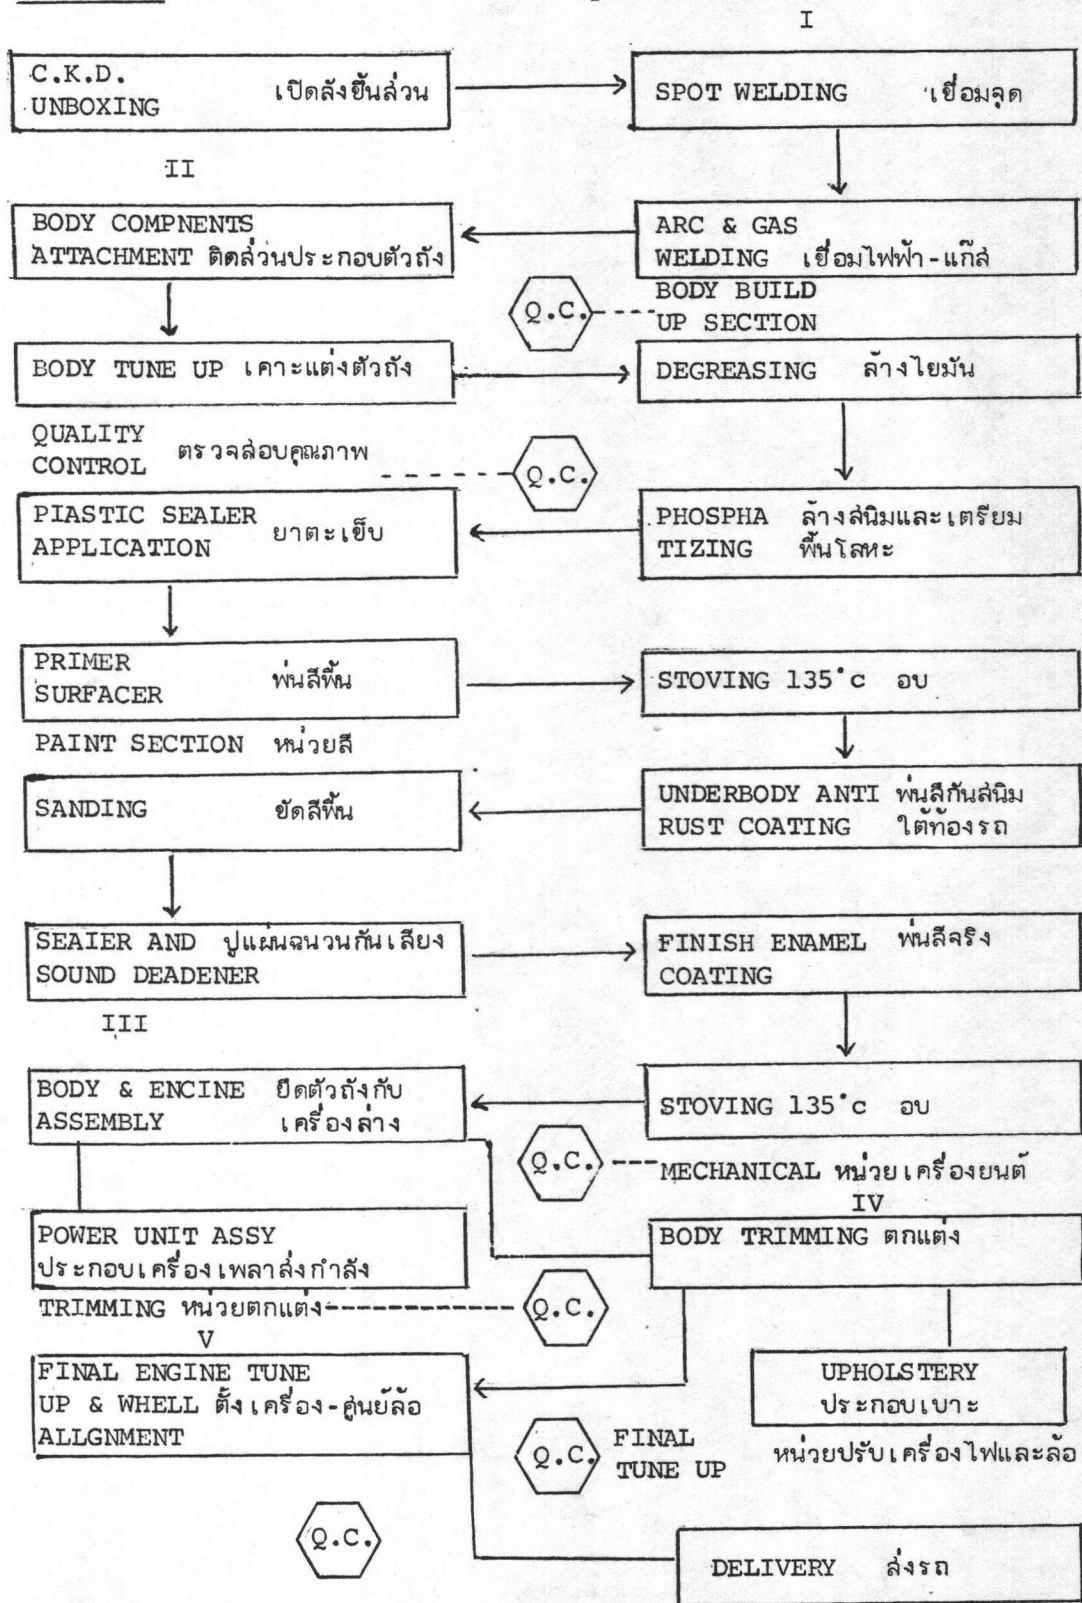 I
C.K.D.
UNBOXING เปิดลังชิ้นส่วน
SPOT WELDING เชื่อมจุด
II
BODY COMPNENTS
ATTACHMENT ติดส่วนประกอบตัวถัง
ARC & GAS
WELDING เชื่อมไฟฟ้า-แก๊ส
Q.C.
BODY BUILD
UP SECTION
BODY TUNE UP เคาะแต่งตัวถัง
DEGREASING ล้างไขมัน
QUALITY
CONTROL ตรวจสอบคุณภาพ
Q.C.
PIASTIC SEALER
APPLICATION ยาตะเข็บ
PHOSPHA ล้างสนิมและเตรียม
TIZING พื้นโลหะ
PRIMER
SURFACER พ่นสีพื้น
STOVING 135°c อบ
PAINT SECTION หน่วยสี
SANDING ขัดสีพื้น
UNDERBODY ANTI พ่นสีกันสนิม
RUST COATING ใต้ท้องรถ
SEAIER AND ปูแผ่นฉนวนกันเสียง
SOUND DEADENER
FINISH ENAMEL พ่นสีจริง
COATING
III
BODY & ENCINE ยึดตัวถังกับ
ASSEMBLY เครื่องล่าง
STOVING 135°c อบ
Q.C.
MECHANICAL หน่วยเครื่องยนต์
IV
POWER UNIT ASSY
ประกอบเครื่องเพลาส่งกำลัง
BODY TRIMMING ตกแต่ง
TRIMMING หน่วยตกแต่ง
Q.C.
V
FINAL ENGINE TUNE
UP & WHELL ตั้งเครื่อง-ศูนย์ล้อ
ALLGNMENT
UPHOLSTERY
ประกอบเบาะ
Q.C.
FINAL
TUNE UP
หน่วยปรับเครื่องไฟและล้อ
Q.C.
DELIVERY ส่งรถ